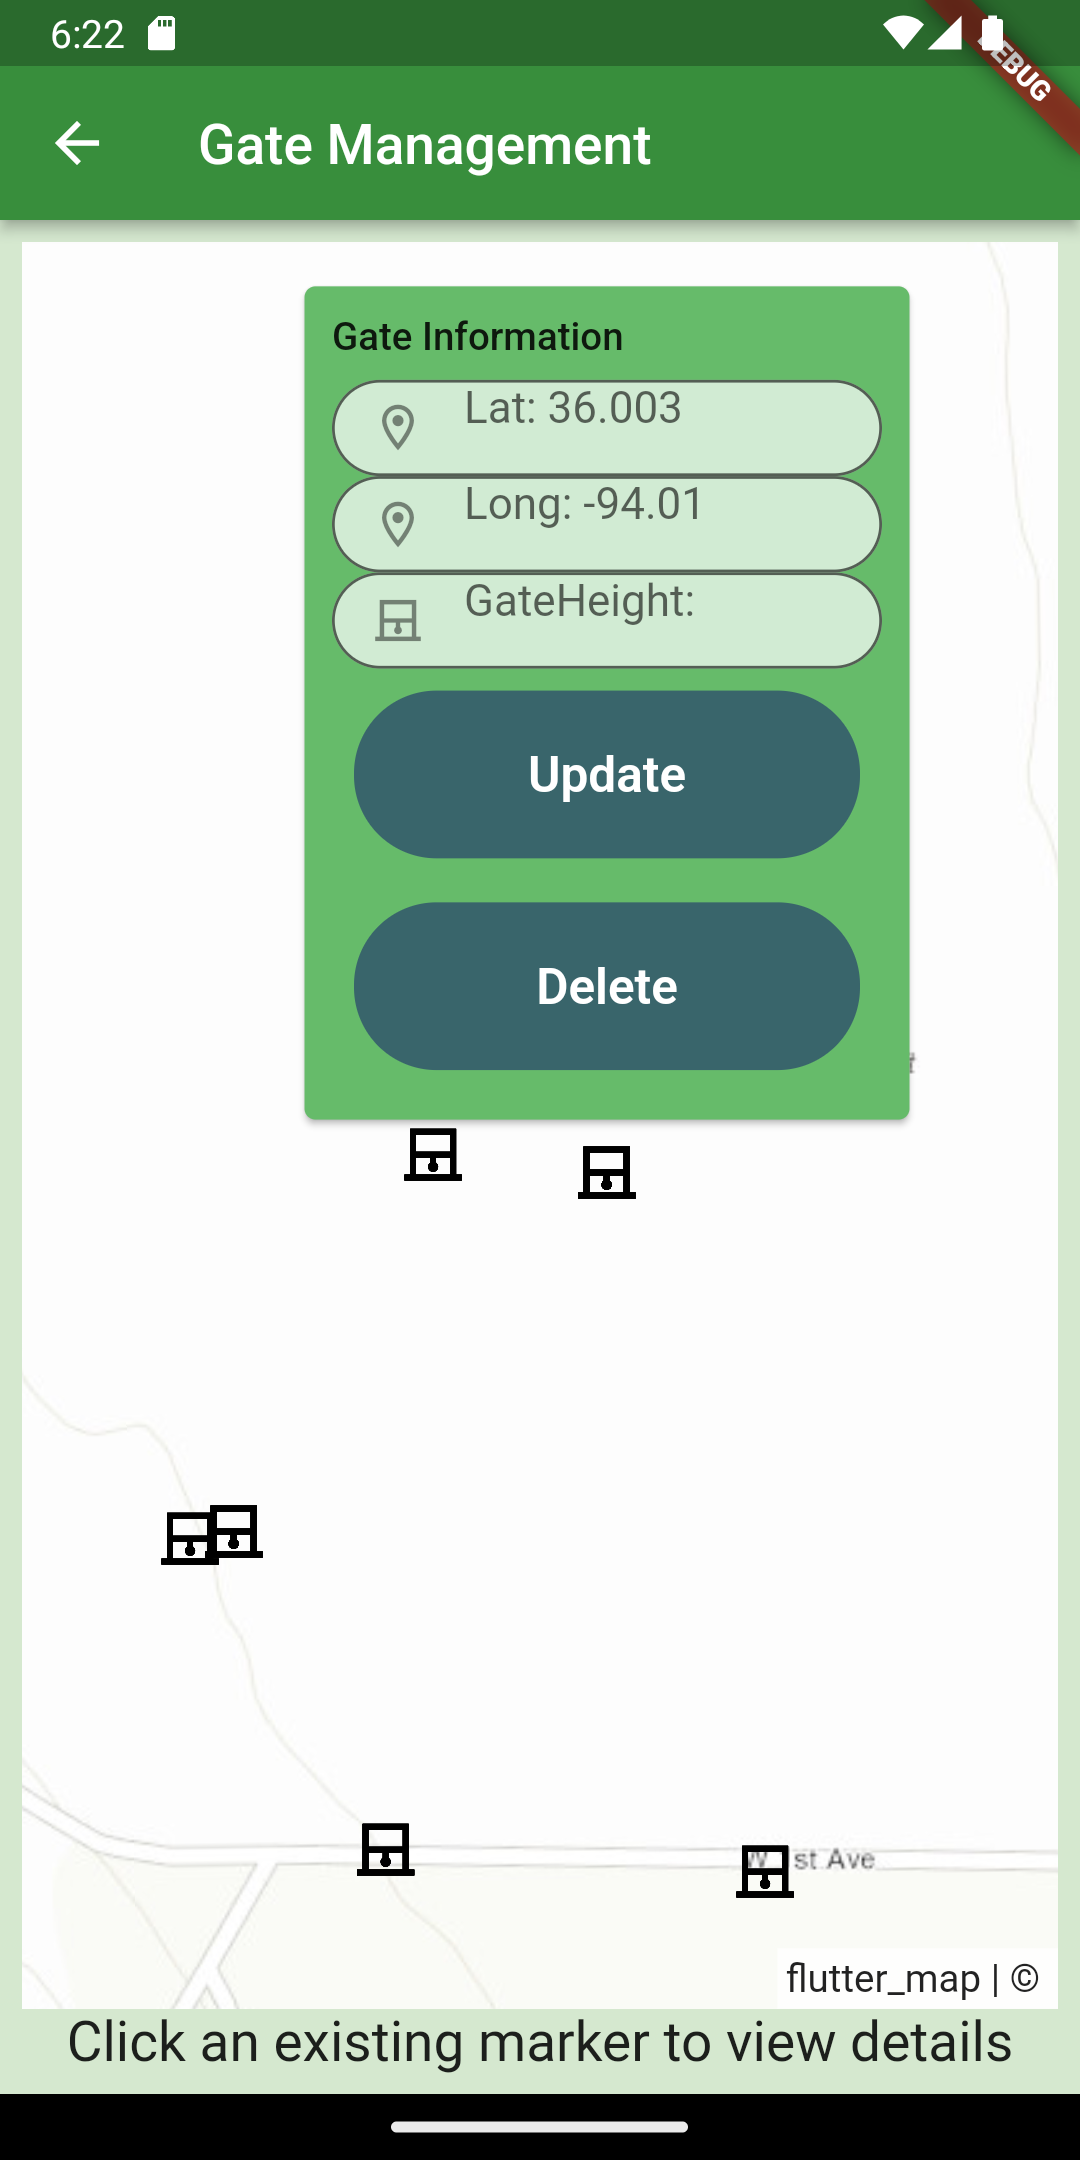 6:22
DEBUG
Gate Management
Gate Information
Lat: 36.003
Long: -94.01
GateHeight:
Update
Delete
st Ave
flutter_map | ©
Click an existing marker to view details